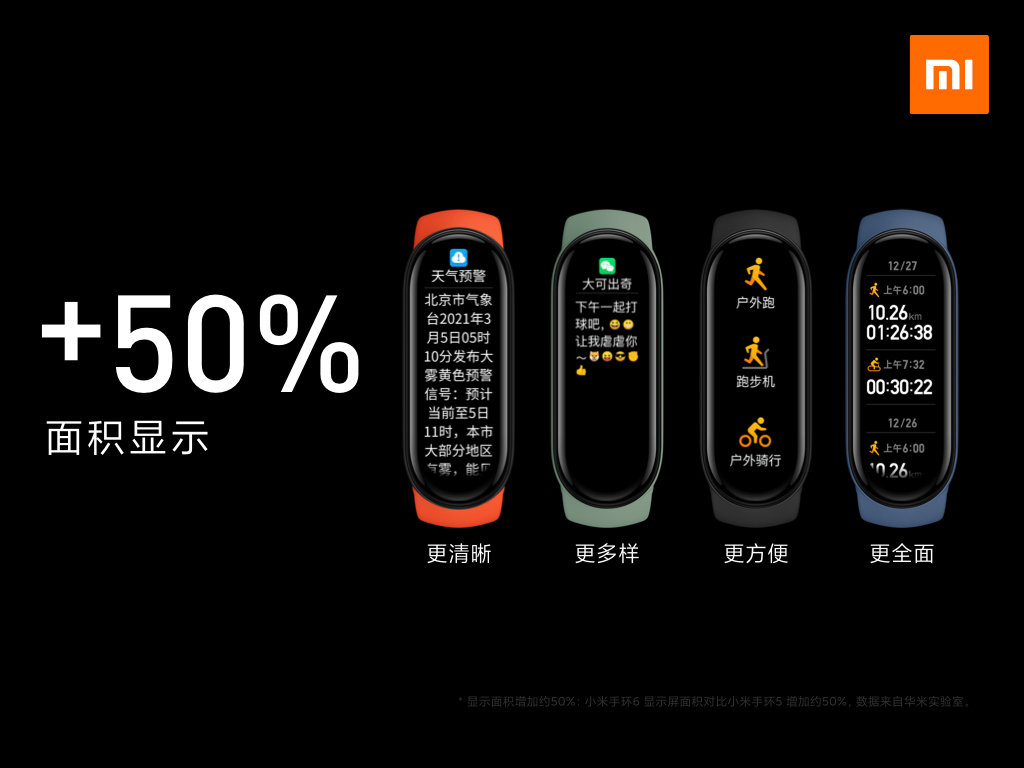 mi
+50%
面积显示
天气预警
北京市气象
台2021年3
月5日05时
10分发布大
雾黄色预警
信号：预计
当前至5日
11时，本市
大部分地区
有雾，能见
更清晰
大可出奇
下午一起打
球吧，😄😬
让我虐虐你
～😼😝😎✊
👍
更多样
户外跑
跑步机
户外骑行
更方便
12/27
上午6:00
10.26km
01:26:38
上午7:32
00:30:22
12/26
上午6:00
10.26km
更全面
* 显示面积增加约50%：小米手环6 显示屏面积对比小米手环5 增加约50%，数据来自华米实验室。